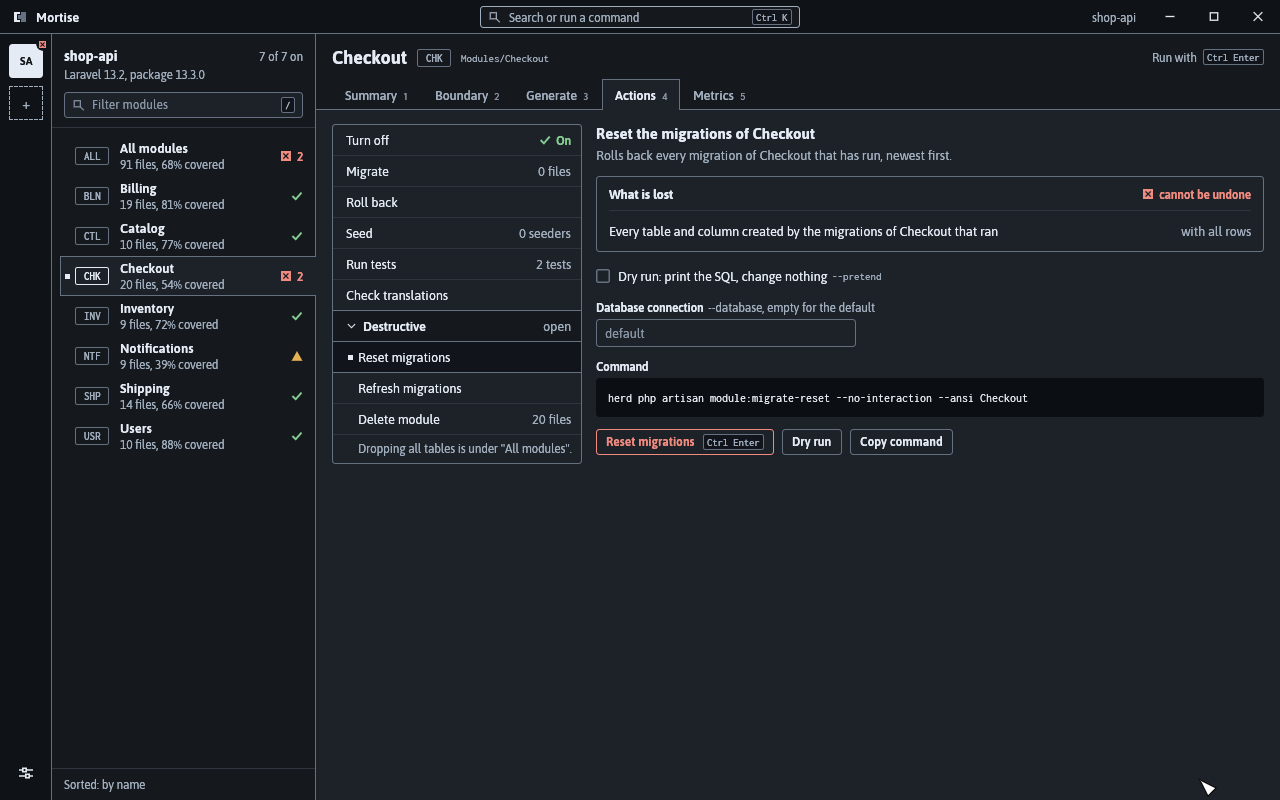 Mortise
Search or run a command Ctrl K
shop-api
SA
+
shop-api 7 of 7 on
Laravel 13.2, package 13.3.0
Filter modules /
ALL All modules 2
91 files, 68% covered
BLN Billing
19 files, 81% covered
CTL Catalog
10 files, 77% covered
CHK Checkout 2
20 files, 54% covered
INV Inventory
9 files, 72% covered
NTF Notifications
9 files, 39% covered
SHP Shipping
14 files, 66% covered
USR Users
10 files, 88% covered
Sorted: by name
Checkout CHK Modules/Checkout
Run with Ctrl Enter
Summary 1 Boundary 2 Generate 3 Actions 4 Metrics 5
Turn off On
Migrate 0 files
Roll back
Seed 0 seeders
Run tests 2 tests
Check translations
Destructive open
Reset migrations
Refresh migrations
Delete module 20 files
Dropping all tables is under "All modules".
Reset the migrations of Checkout
Rolls back every migration of Checkout that has run, newest first.
What is lost cannot be undone
Every table and column created by the migrations of Checkout that ran with all rows
Dry run: print the SQL, change nothing --pretend
Database connection --database, empty for the default
default
Command
herd php artisan module:migrate-reset --no-interaction --ansi Checkout
Reset migrations Ctrl Enter Dry run Copy command